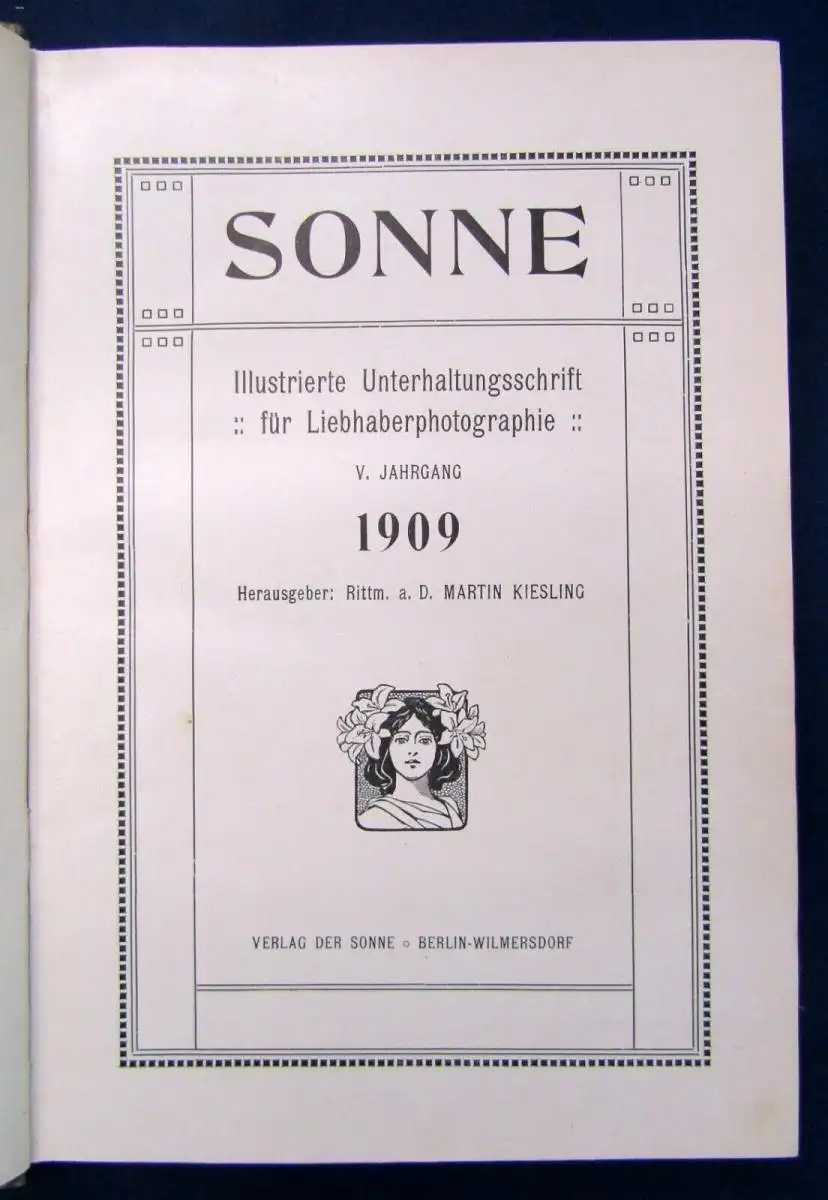 SONNE
Illustrierte Unterhaltungsschrift
:: für Liebhaberphotographie ::
V. JAHRGANG
1909
Herausgeber: Rittm. a. D. MARTIN KIESLING
VERLAG DER SONNE ∘ BERLIN-WILMERSDORF